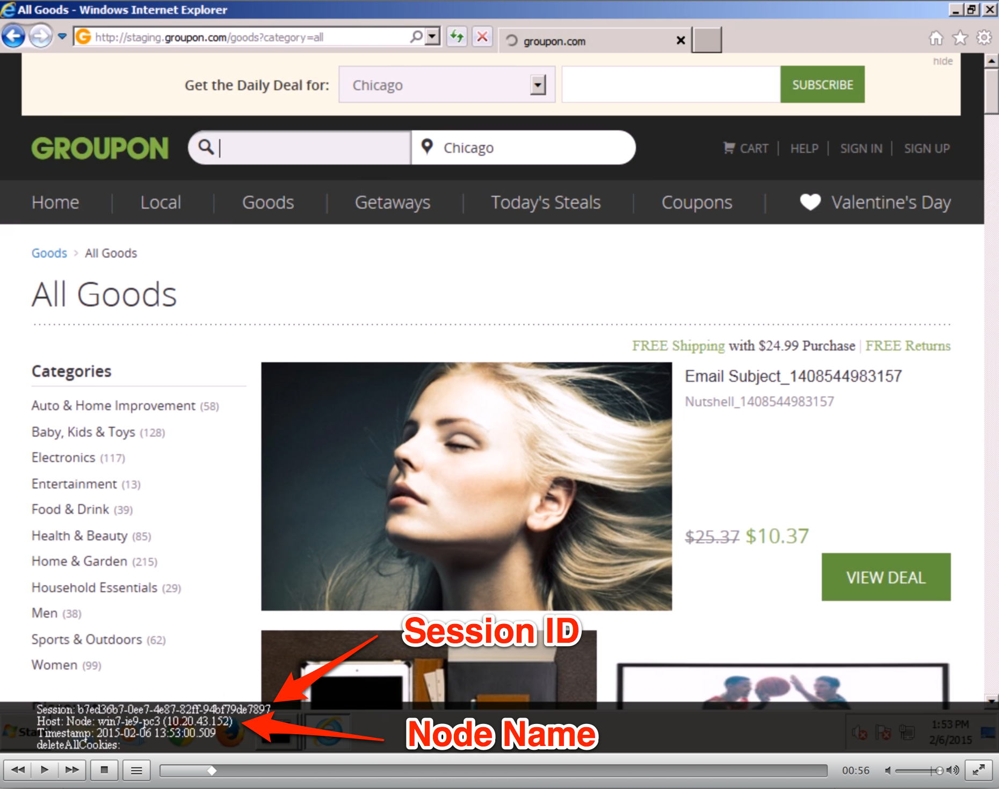 All Goods - Windows Internet Explorer
http://staging.groupon.com/goods?category=all
groupon.com
hide
Get the Daily Deal for:
Chicago
SUBSCRIBE
GROUPON
Chicago
CART | HELP | SIGN IN | SIGN UP
Home | Local | Goods | Getaways | Today's Steals | Coupons | Valentine's Day
Goods > All Goods
All Goods
FREE Shipping with $24.99 Purchase | FREE Returns
Categories
Auto & Home Improvement (58)
Baby, Kids & Toys (128)
Electronics (117)
Entertainment (13)
Food & Drink (39)
Health & Beauty (85)
Home & Garden (215)
Household Essentials (29)
Men (38)
Sports & Outdoors (62)
Women (99)
Email Subject_1408544983157
Nutshell_1408544983157
$25.37 $10.37
VIEW DEAL
Session ID
Session: b7ed36b7-0ee7-4e87-82ff-94bf79de7897
Host: Node: win7-ie9-pc3 (10.20.43.152)
Timestamp: 2015-02-06 13:53:00.509
deleteAllCookies:
Node Name
1:53 PM
2/6/2015
00:56